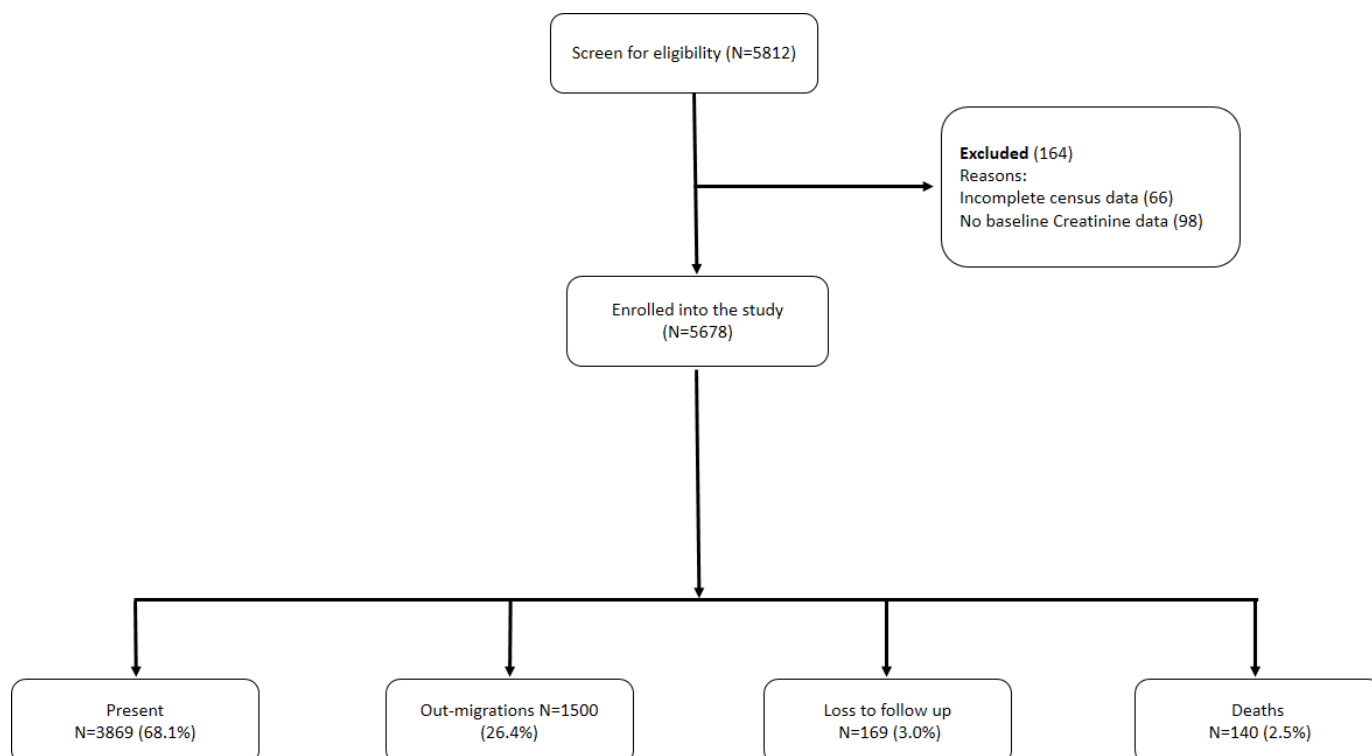 Screen for eligibility (N=5812)
Excluded (164)
Reasons:
Incomplete census data (66)
No baseline Creatinine data (98)
Enrolled into the study
(N=5678)
Present
N=3869 (68.1%)
Out-migrations N=1500
(26.4%)
Loss to follow up
N=169 (3.0%)
Deaths
N=140 (2.5%)